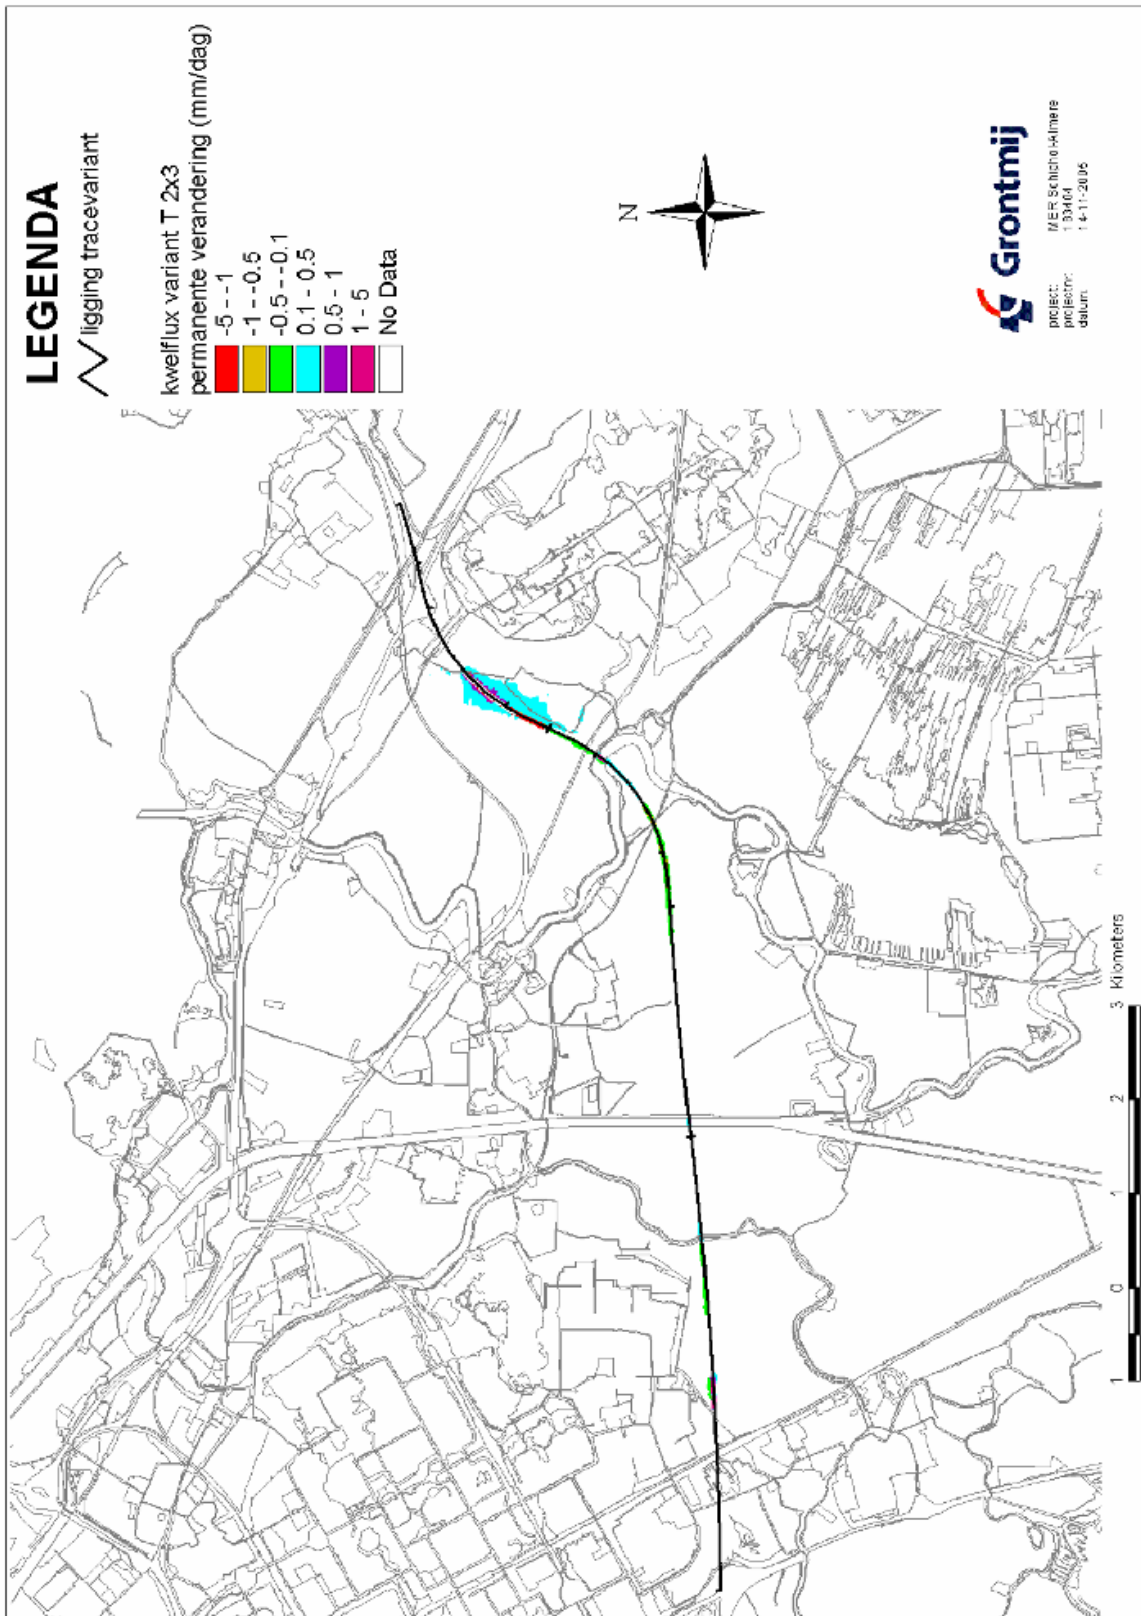 LEGENDA
ligging tracevariant
kwelflux variant T 2x3
permanente verandering (mm/dag)
-5 - -1
-1 - -0.5
-0.5 - -0.1
0.1 - 0.5
0.5 - 1
1 - 5
No Data
N
Grontmij
project: MER Schiphol-Almere
projectnr: 193404
datum: 14-11-2005
1 0 1 2 3 Kilometers